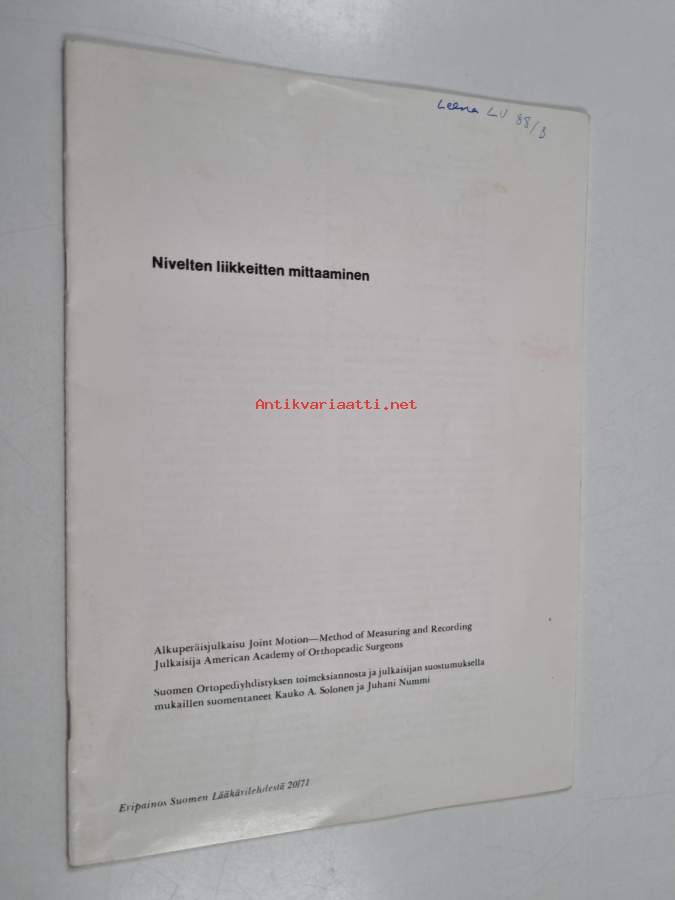 Leena LU 88/B
Nivelten liikkeitten mittaaminen
Antikvariaatti.net
Alkuperäisjulkaisu Joint Motion—Method of Measuring and Recording
Julkaisija American Academy of Orthopeadic Surgeons
Suomen Ortopediyhdistyksen toimeksiannosta ja julkaisijan suostumuksella
mukaillen suomentaneet Kauko A. Solonen ja Juhani Nummi
Eripainos Suomen Lääkärilehdestä 20/71